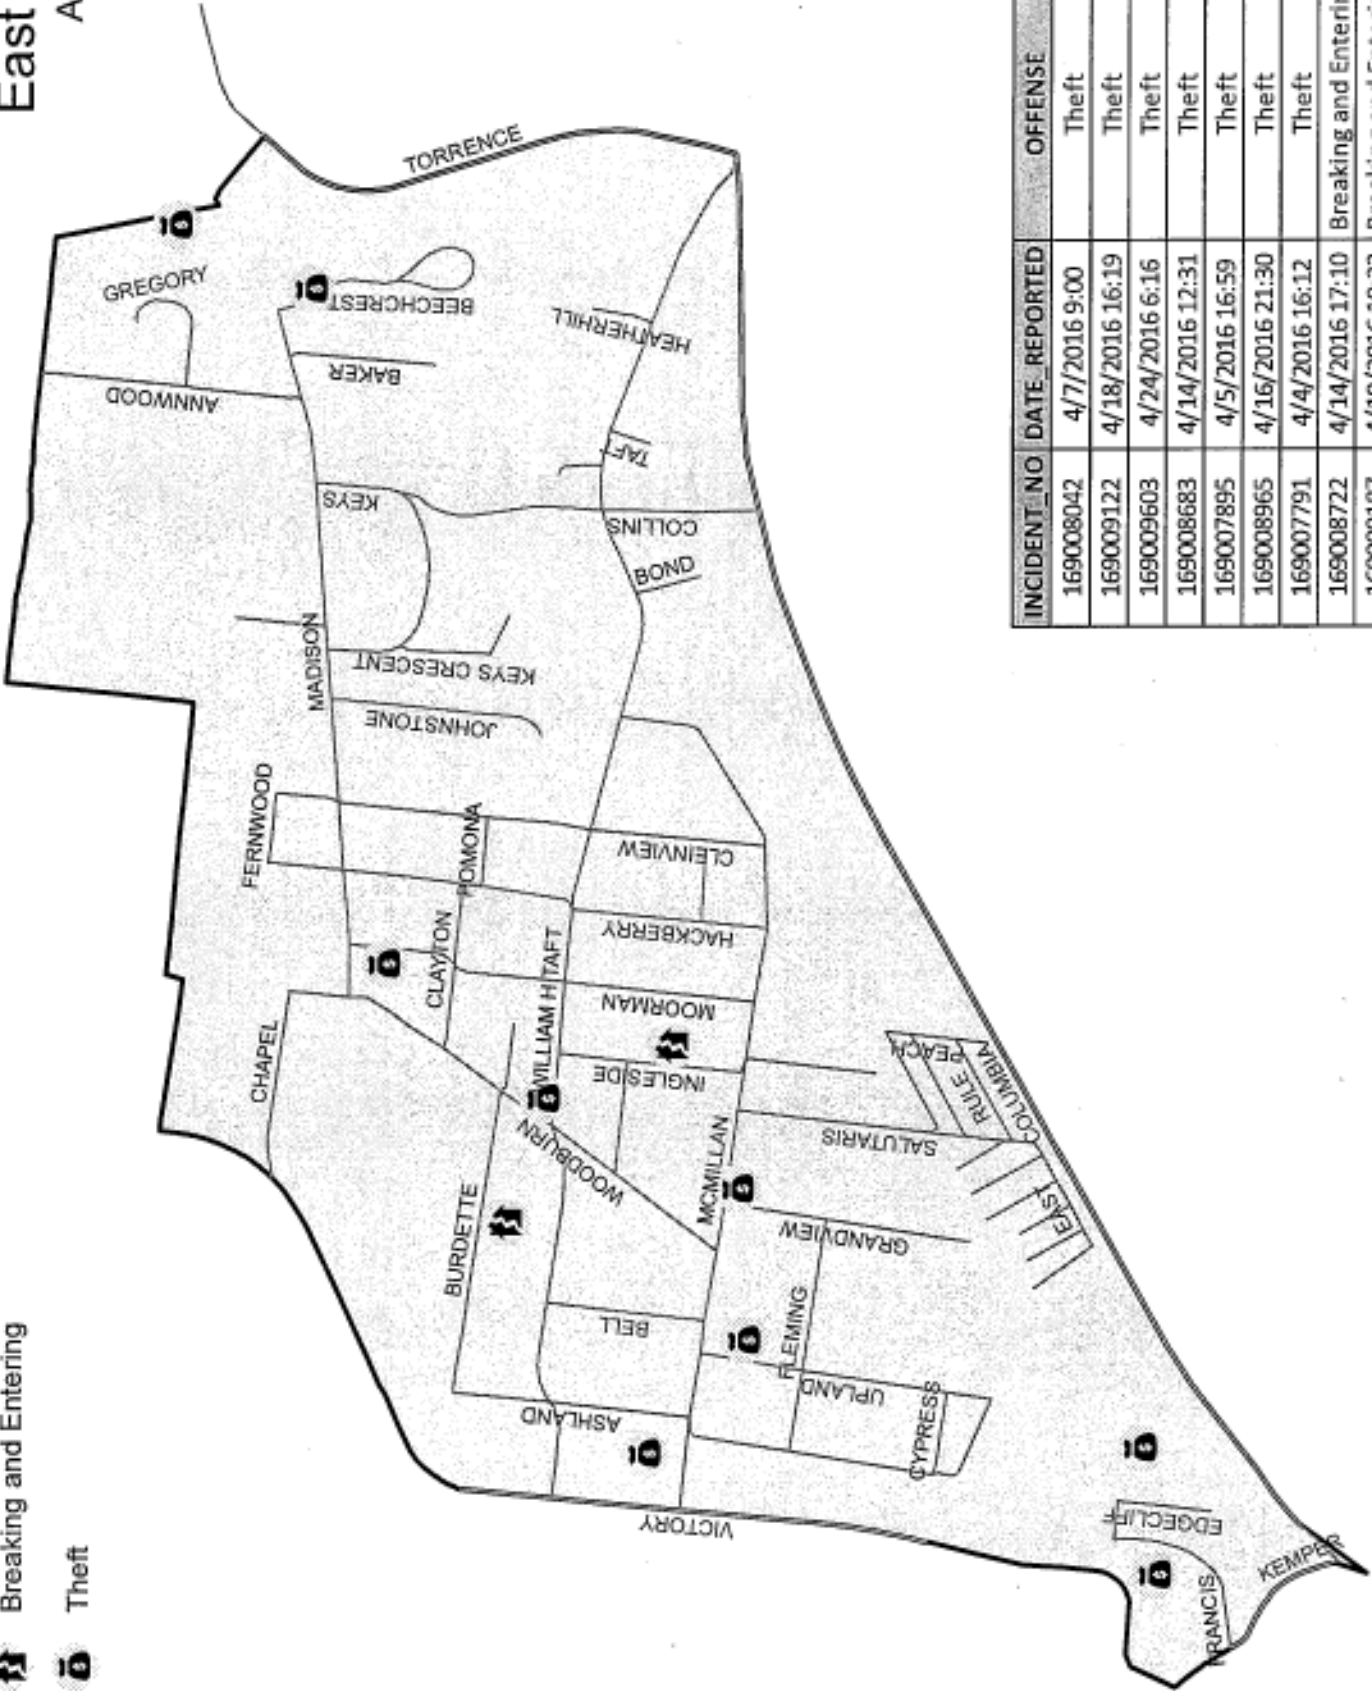 East
A
Breaking and Entering
Theft
TORRENCE
GREGORY
BEECHCREST
HEATHERHILL
BAKER
ANNWOOD
TAFT
KEYS
COLLINS
BOND
MADISON
KEYS CRESCENT
JOHNSTONE
FERNWOOD
POMONA
CLEINVIEW
HACKBERRY
CLAYTON
WILLIAM H TAFT
MOORMAN
CHAPEL
INGLESIDE
PEACH
RULE
COLUMBIA
WOODBURN
MCMILLAN
SALUTARIS
BURDETTE
GRANDVIEW
EAST
BELL
FLEMING
UPLAND
ASHLAND
CYPRESS
VICTORY
EDGECLIFF
FRANCIS
KEMPER
INCIDENT_NO DATE_REPORTED OFFENSE
169008042 4/7/2016 9:00 Theft
169009122 4/18/2016 16:19 Theft
169009603 4/24/2016 6:16 Theft
169008683 4/14/2016 12:31 Theft
169007895 4/5/2016 16:59 Theft
169008965 4/16/2016 21:30 Theft
169007791 4/4/2016 16:12 Theft
169008722 4/14/2016 17:10 Breaking and Enterin